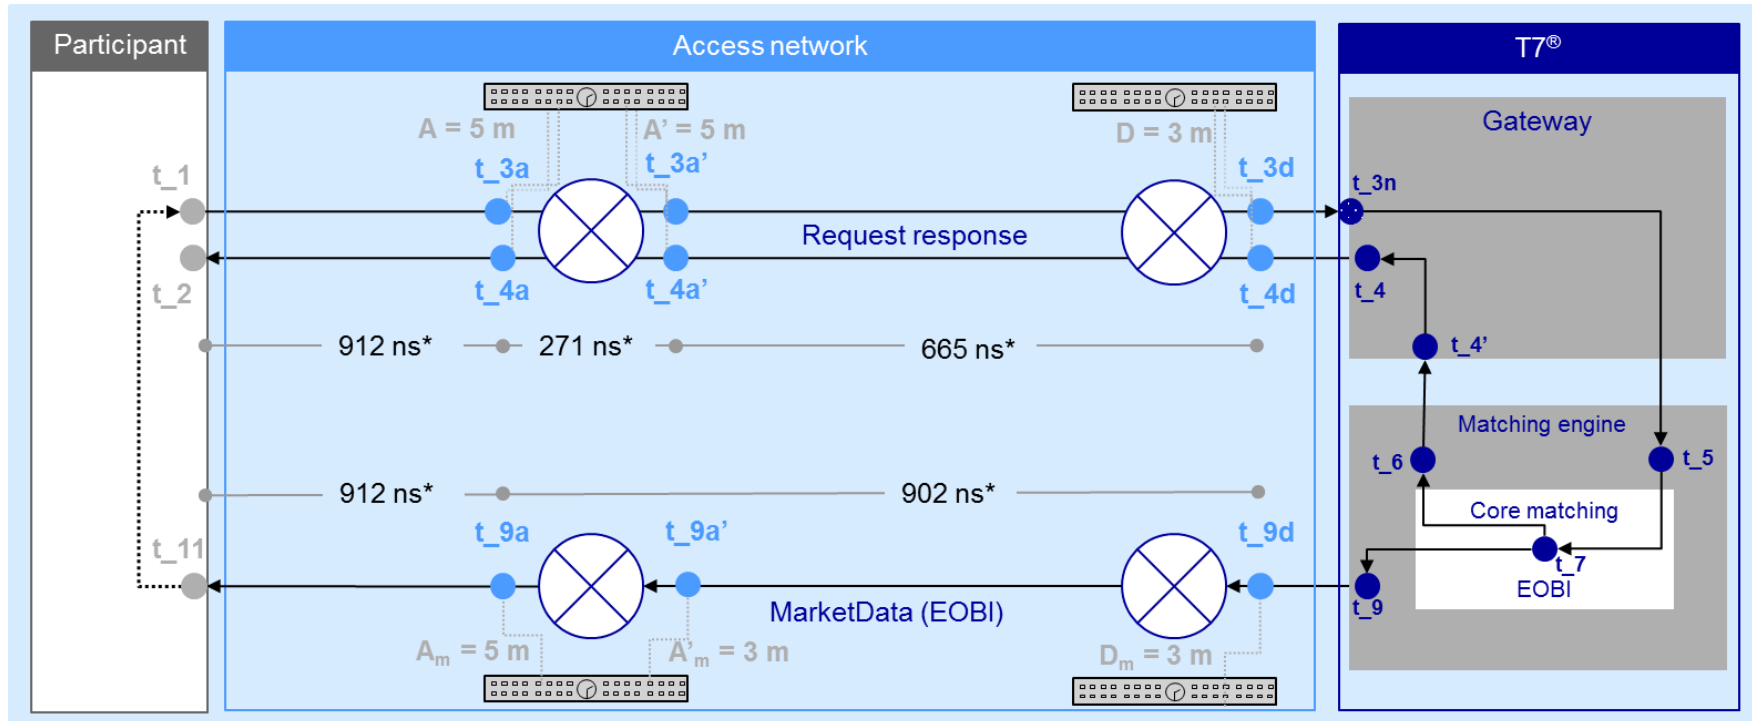 Participant
Access network
T7®
A = 5 m
A’ = 5 m
D = 3 m
Gateway
t_1
t_3a
t_3a’
t_3d
t_3n
Request response
t_2
t_4a
t_4a’
t_4d
t_4
912 ns*
271 ns*
665 ns*
t_4’
Matching engine
t_6
t_5
912 ns*
902 ns*
Core matching
t_11
t_9a
t_9a’
t_9d
t_7
EOBI
t_9
MarketData (EOBI)
Am = 5 m
A’m = 3 m
Dm = 3 m